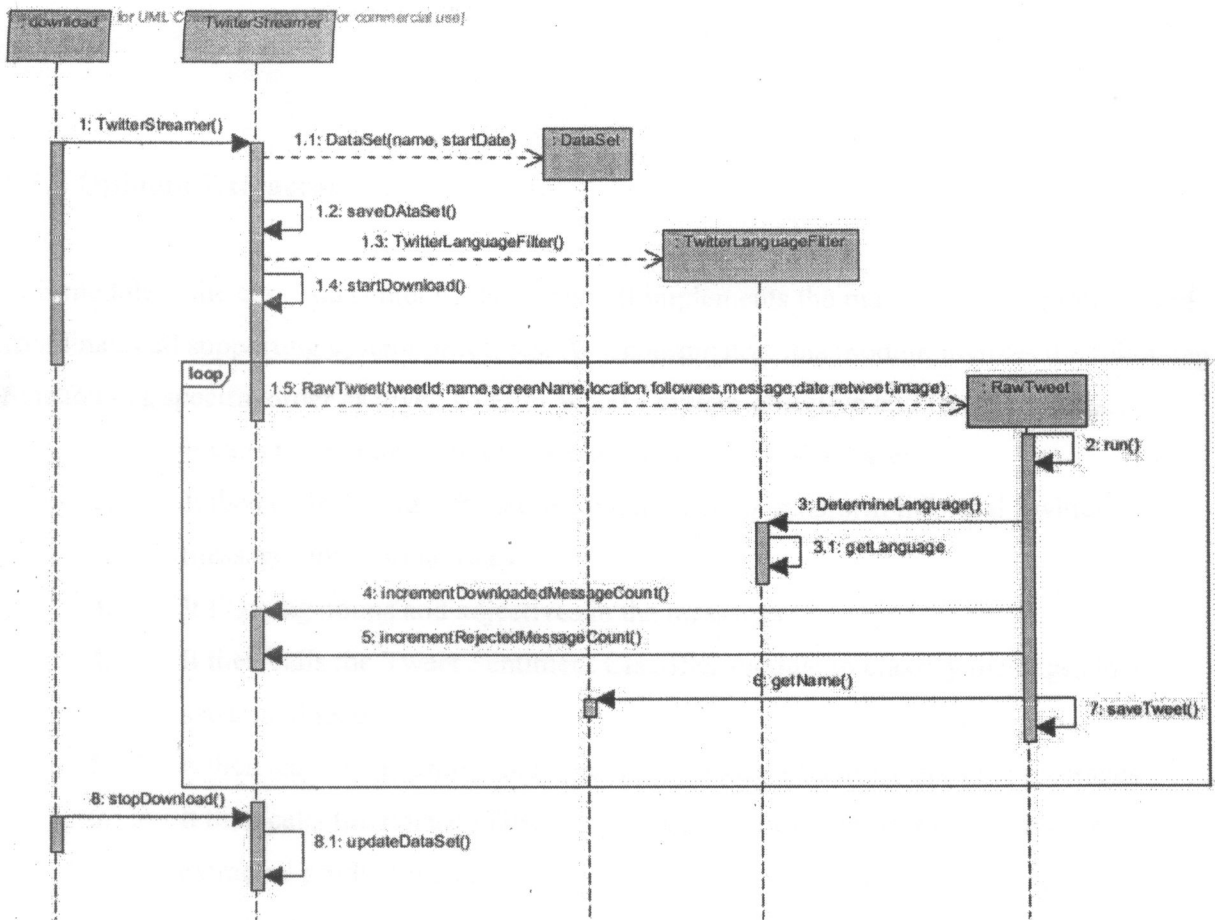 for UML
for commercial use]
: download
TwitterStreamer
1: TwitterStreamer()
1.1: DataSet(name, startDate)
: DataSet
1.2: saveDAtaSet()
1.3: TwitterLanguageFilter()
: TwitterLanguageFilter
1.4: startDownload()
loop
1.5: RawTweet(tweetId,name,screenName,location,followees,message,date,retweet,image)
: RawTweet
2: run()
3: DetermineLanguage()
3.1: getLanguage
4: incrementDownloadedMessageCount()
5: incrementRejectedMessageCount()
6: getName()
7: saveTweet()
8: stopDownload()
8.1: updateDataSet()